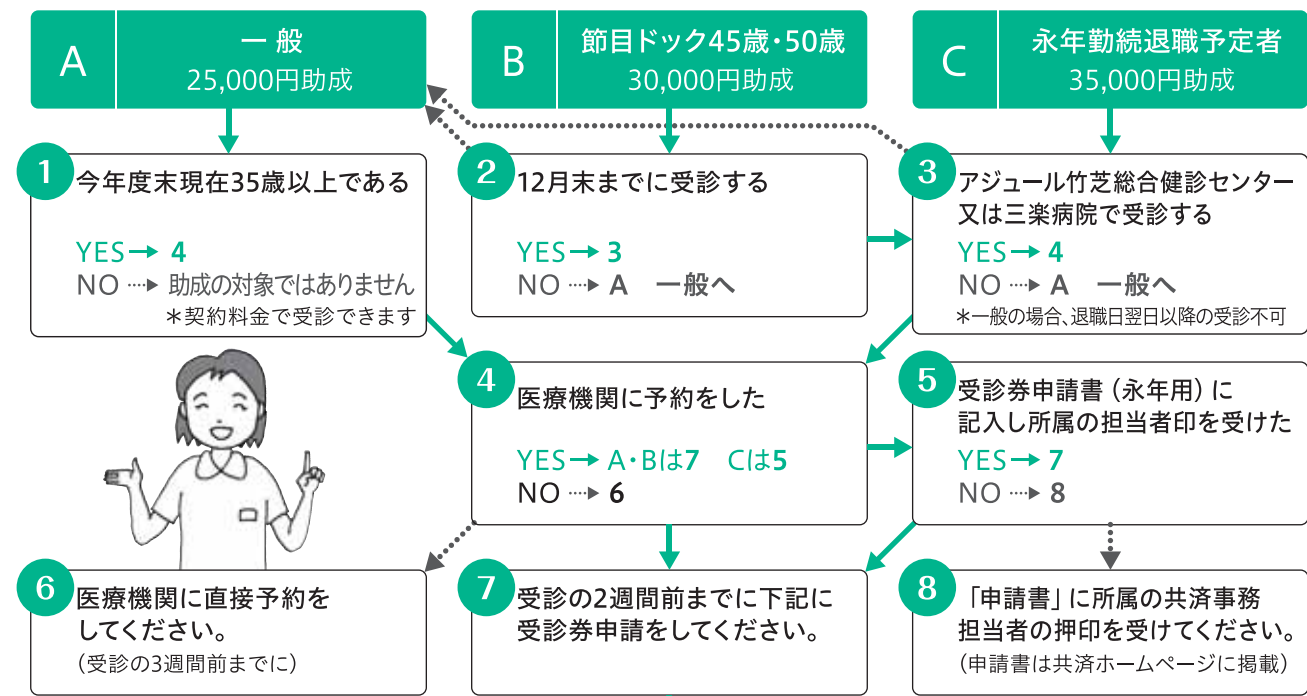 A
一般
25,000円助成
B
節目ドック45歳・50歳
30,000円助成
C
永年勤続退職予定者
35,000円助成
1
今年度末現在35歳以上である
YES→ 4
NO …▶ 助成の対象ではありません
＊契約料金で受診できます
2
12月末までに受診する
YES→ 3
NO …▶ A　一般へ
3
アジュール竹芝総合健診センター
又は三楽病院で受診する
YES→ 4
NO …▶ A　一般へ
＊一般の場合、退職日翌日以降の受診不可
4
医療機関に予約をした
YES→ A・Bは7　Cは5
NO …▶ 6
5
受診券申請書（永年用）に
記入し所属の担当者印を受けた
YES→ 7
NO …▶ 8
6
医療機関に直接予約を
してください。
（受診の3週間前までに）
7
受診の2週間前までに下記に
受診券申請をしてください。
8
「申請書」に所属の共済事務
担当者の押印を受けてください。
（申請書は共済ホームページに掲載）